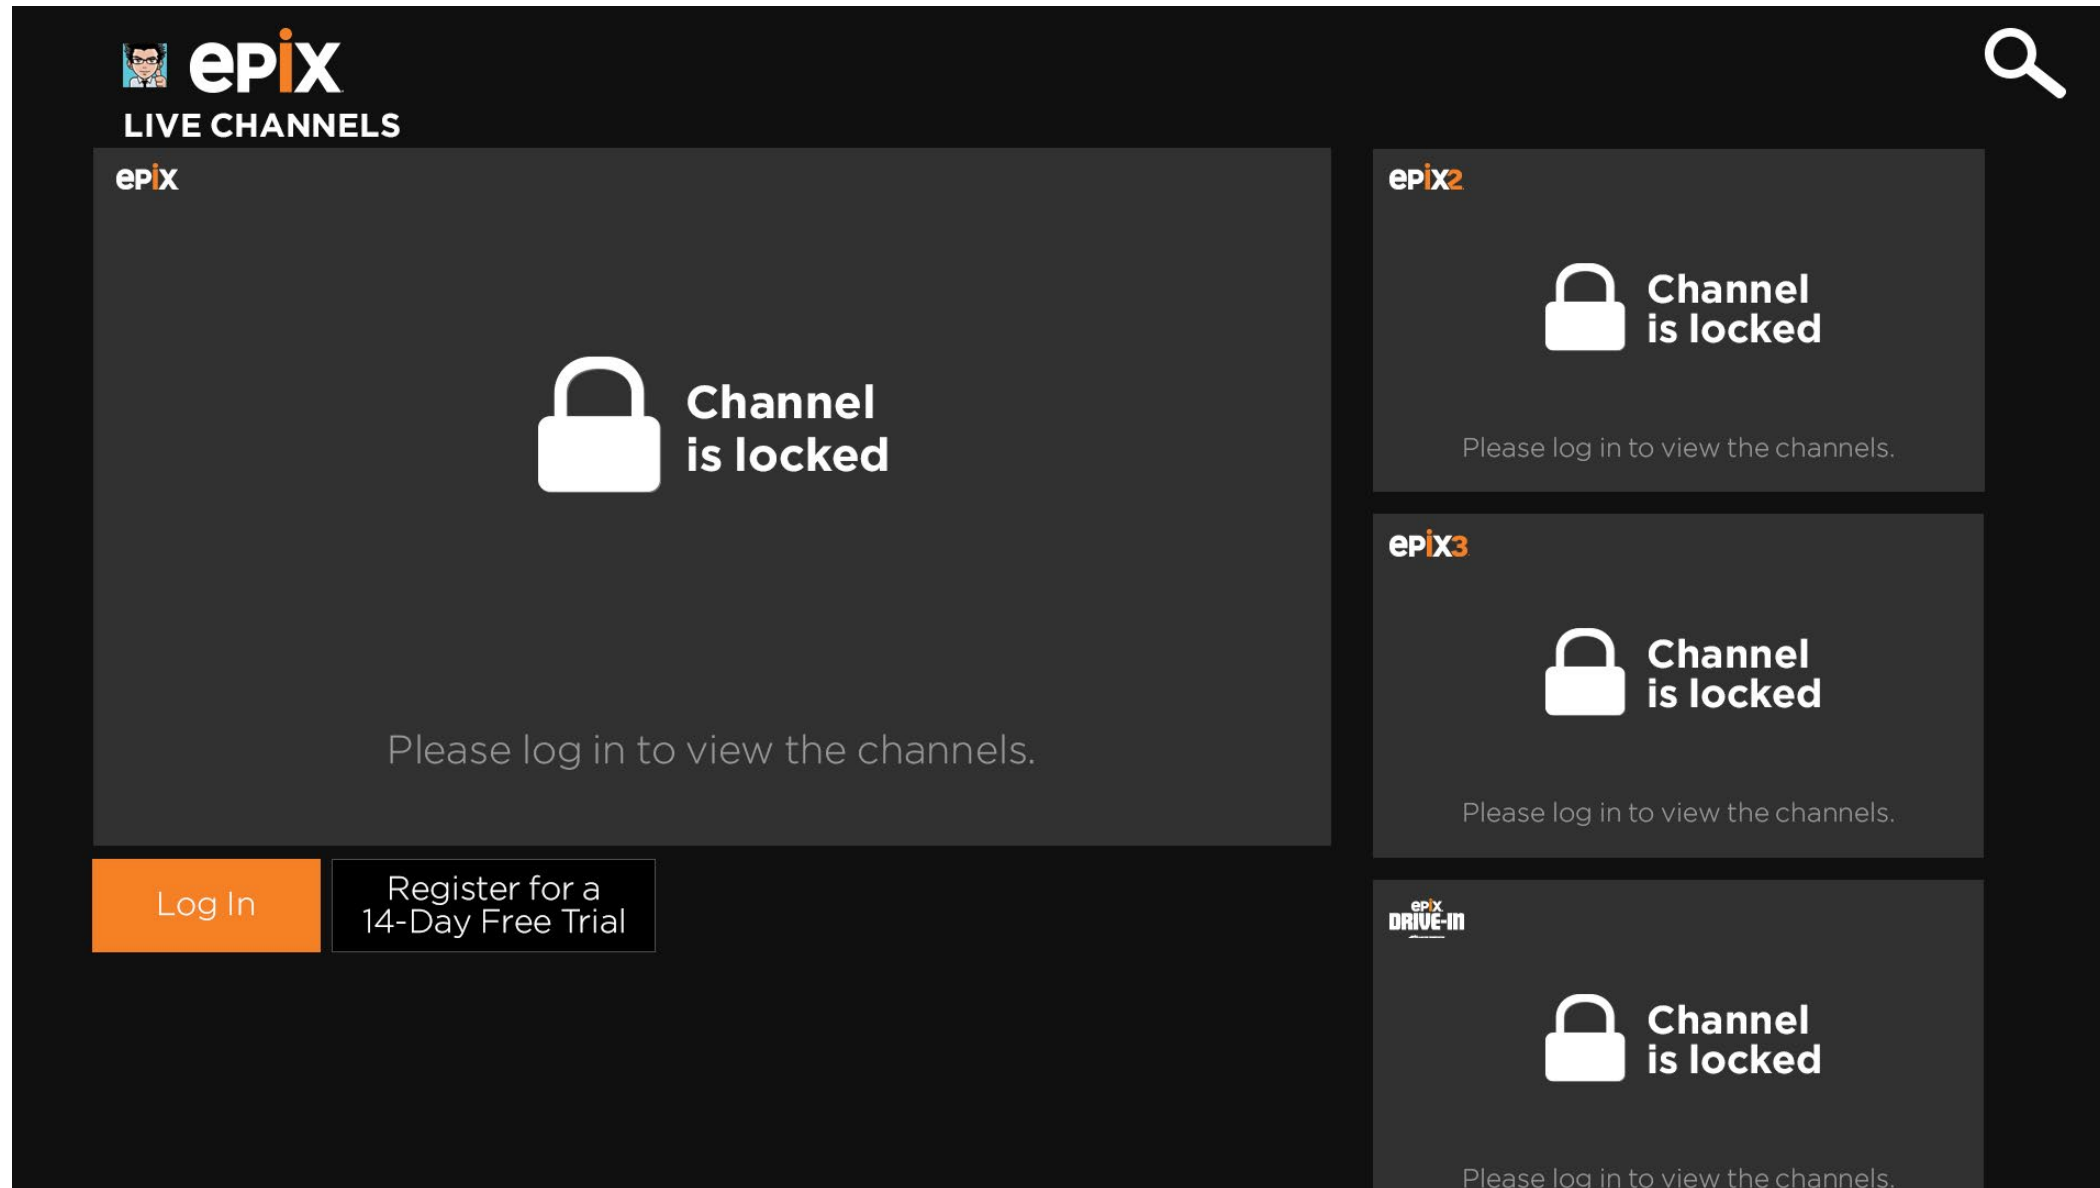 epix
LIVE CHANNELS
epix
Channel
is locked
Please log in to view the channels.
Log In
Register for a
14-Day Free Trial
epix2
Channel
is locked
Please log in to view the channels.
epix3
Channel
is locked
Please log in to view the channels.
epix
DRIVE-IN
Channel
is locked
Please log in to view the channels.